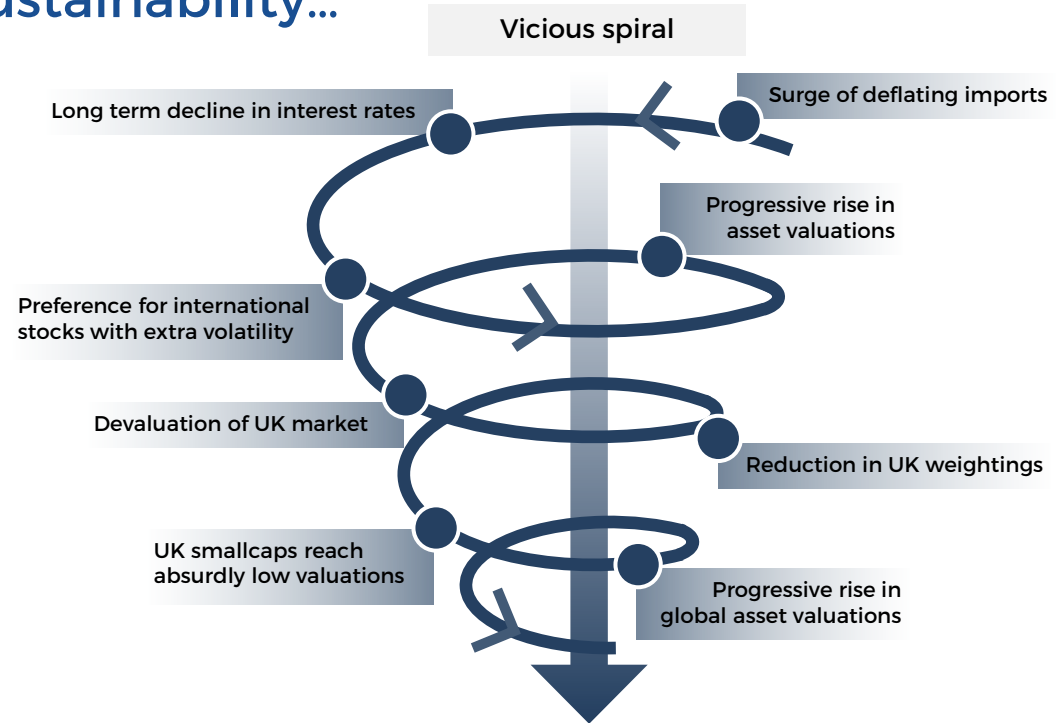 ustainability...
Vicious spiral
Surge of deflating imports
Long term decline in interest rates
Progressive rise in
asset valuations
Preference for international
stocks with extra volatility
Devaluation of UK market
Reduction in UK weightings
UK smallcaps reach
absurdly low valuations
Progressive rise in
global asset valuations